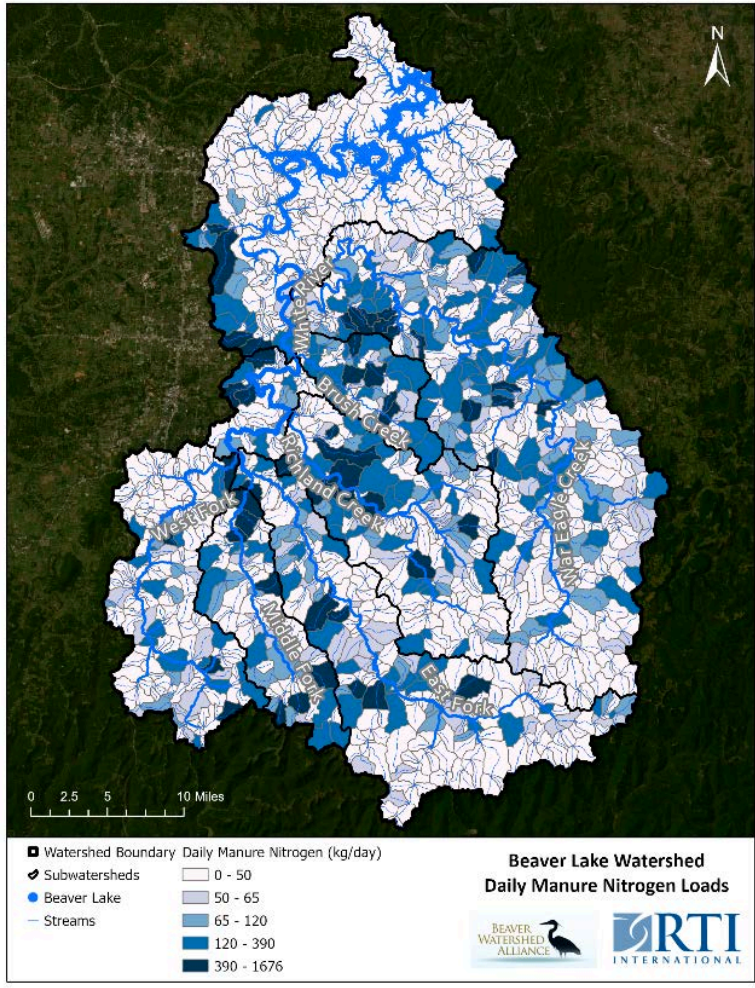 N
White River
Brush Creek
Richland Creek
West Fork
War Eagle Creek
Middle Fork
East Fork
0 2.5 5 10 Miles
Watershed Boundary
Subwatersheds
Beaver Lake
Streams
Daily Manure Nitrogen (kg/day)
0 - 50
50 - 65
65 - 120
120 - 390
390 - 1676
Beaver Lake Watershed
Daily Manure Nitrogen Loads
BEAVER
WATERSHED
ALLIANCE
RTI
INTERNATIONAL